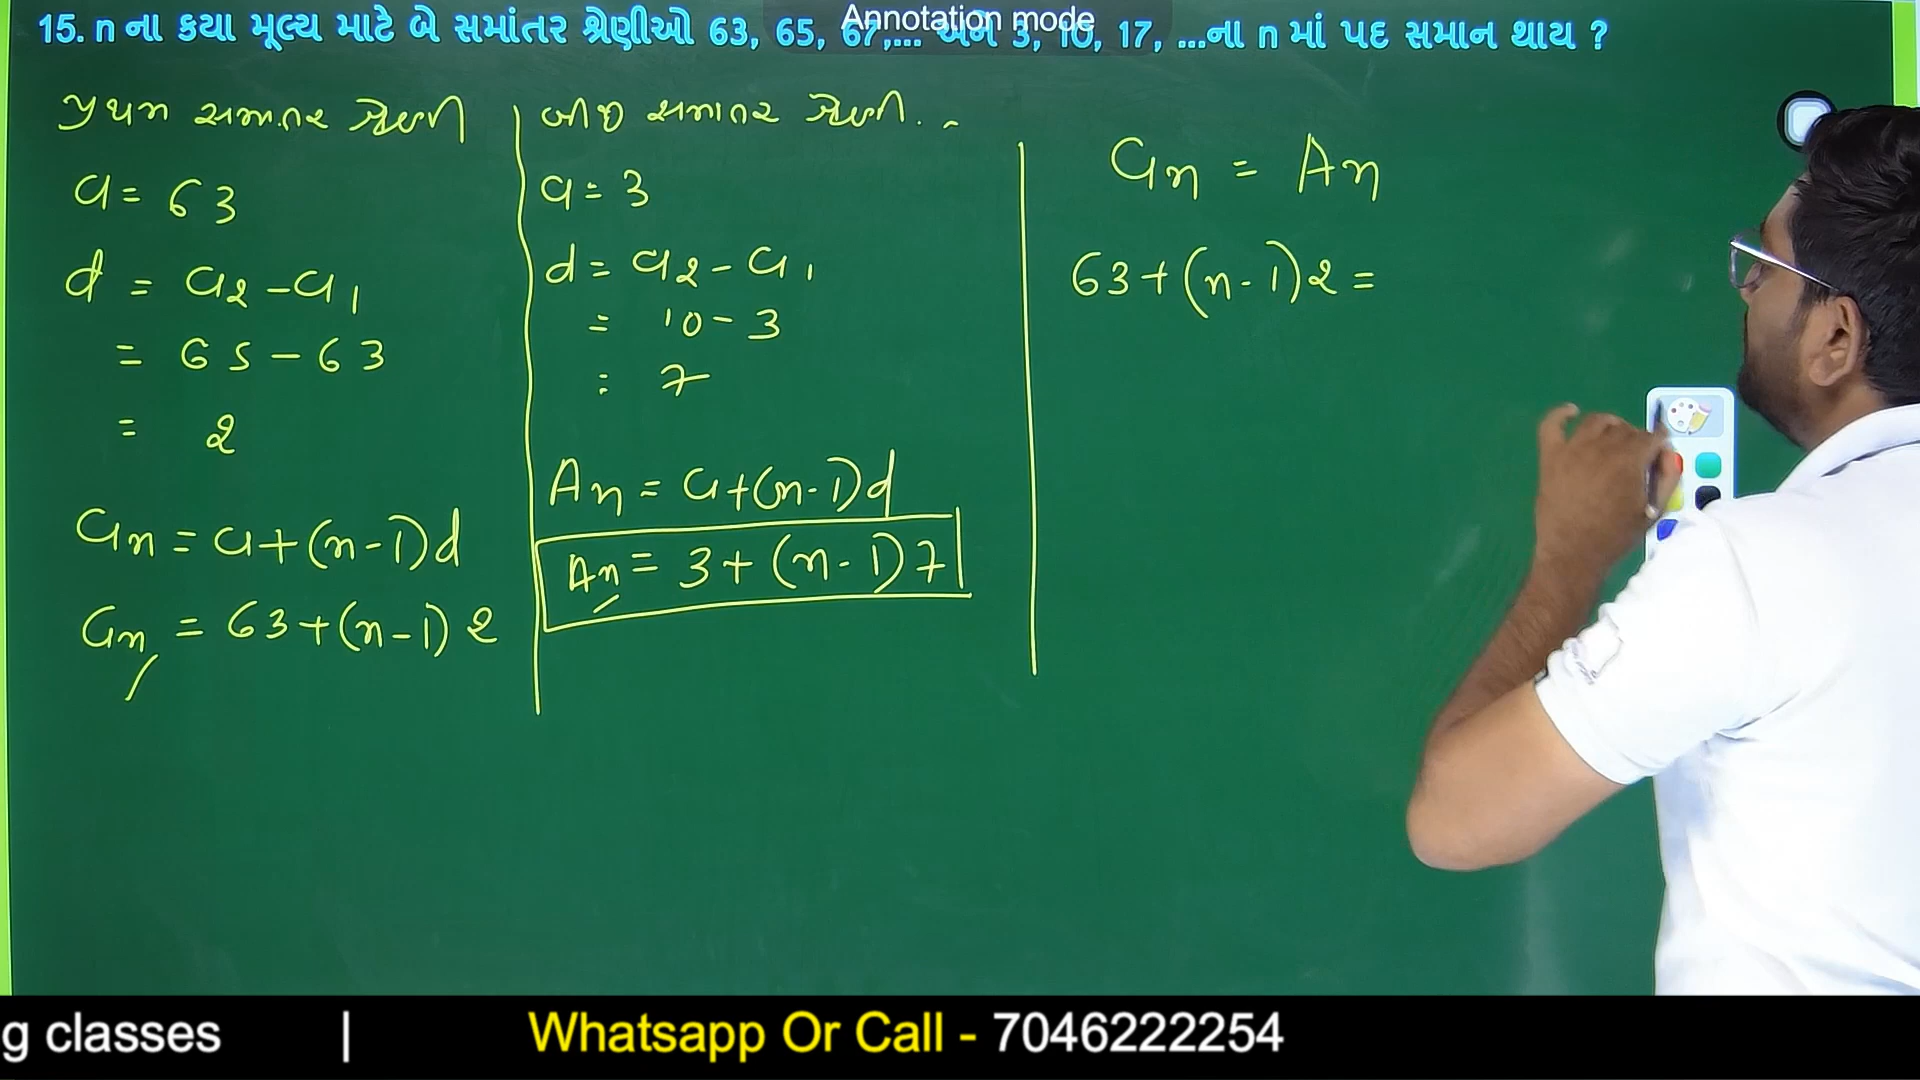 Annotation mode
15. n ના કયા મૂલ્ય માટે બે સમાંતર શ્રેણીઓ 63, 65, 67,... અને 3, 10, 17, ...ના n માં પદ સમાન થાય ?
પ્રથમ સમાંતર શ્રેણી
a = 63
d = a₂ - a₁
= 65 - 63
= 2
an = a + (n-1)d
an = 63 + (n-1) 2
બીજી સમાંતર શ્રેણી..
a = 3
d = a₂ - a₁
= 10 - 3
= 7
An = a + (n-1)d
An = 3 + (n-1) 7
an = An
63 + (n-1) 2 =
g classes | Whatsapp Or Call - 7046222254